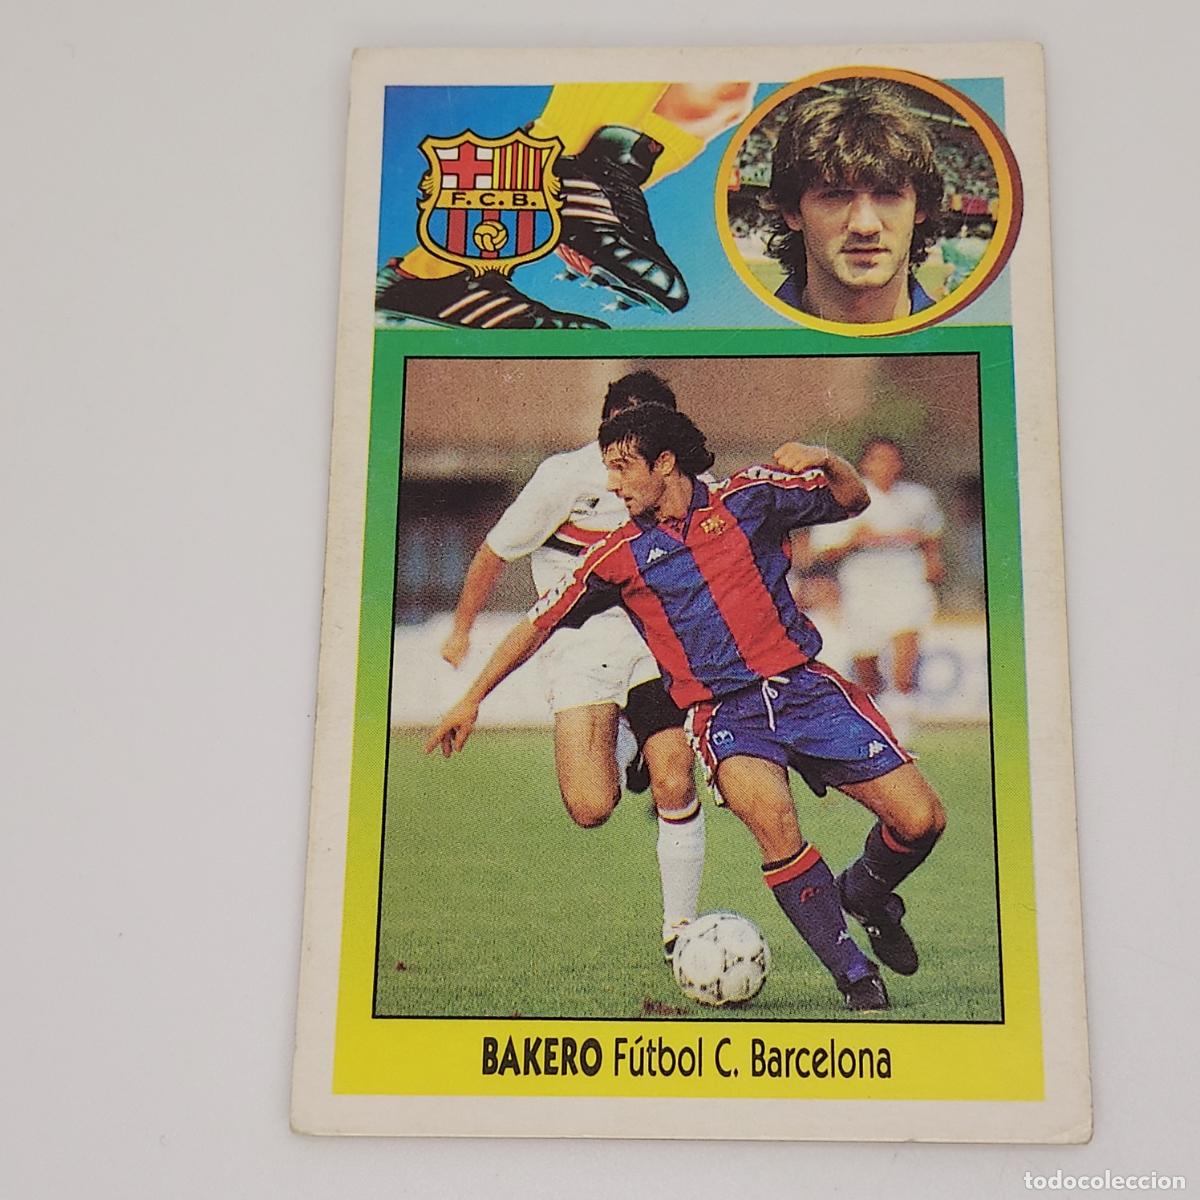 F. C. B.
BAKERO Fútbol C. Barcelona
todocoleccion